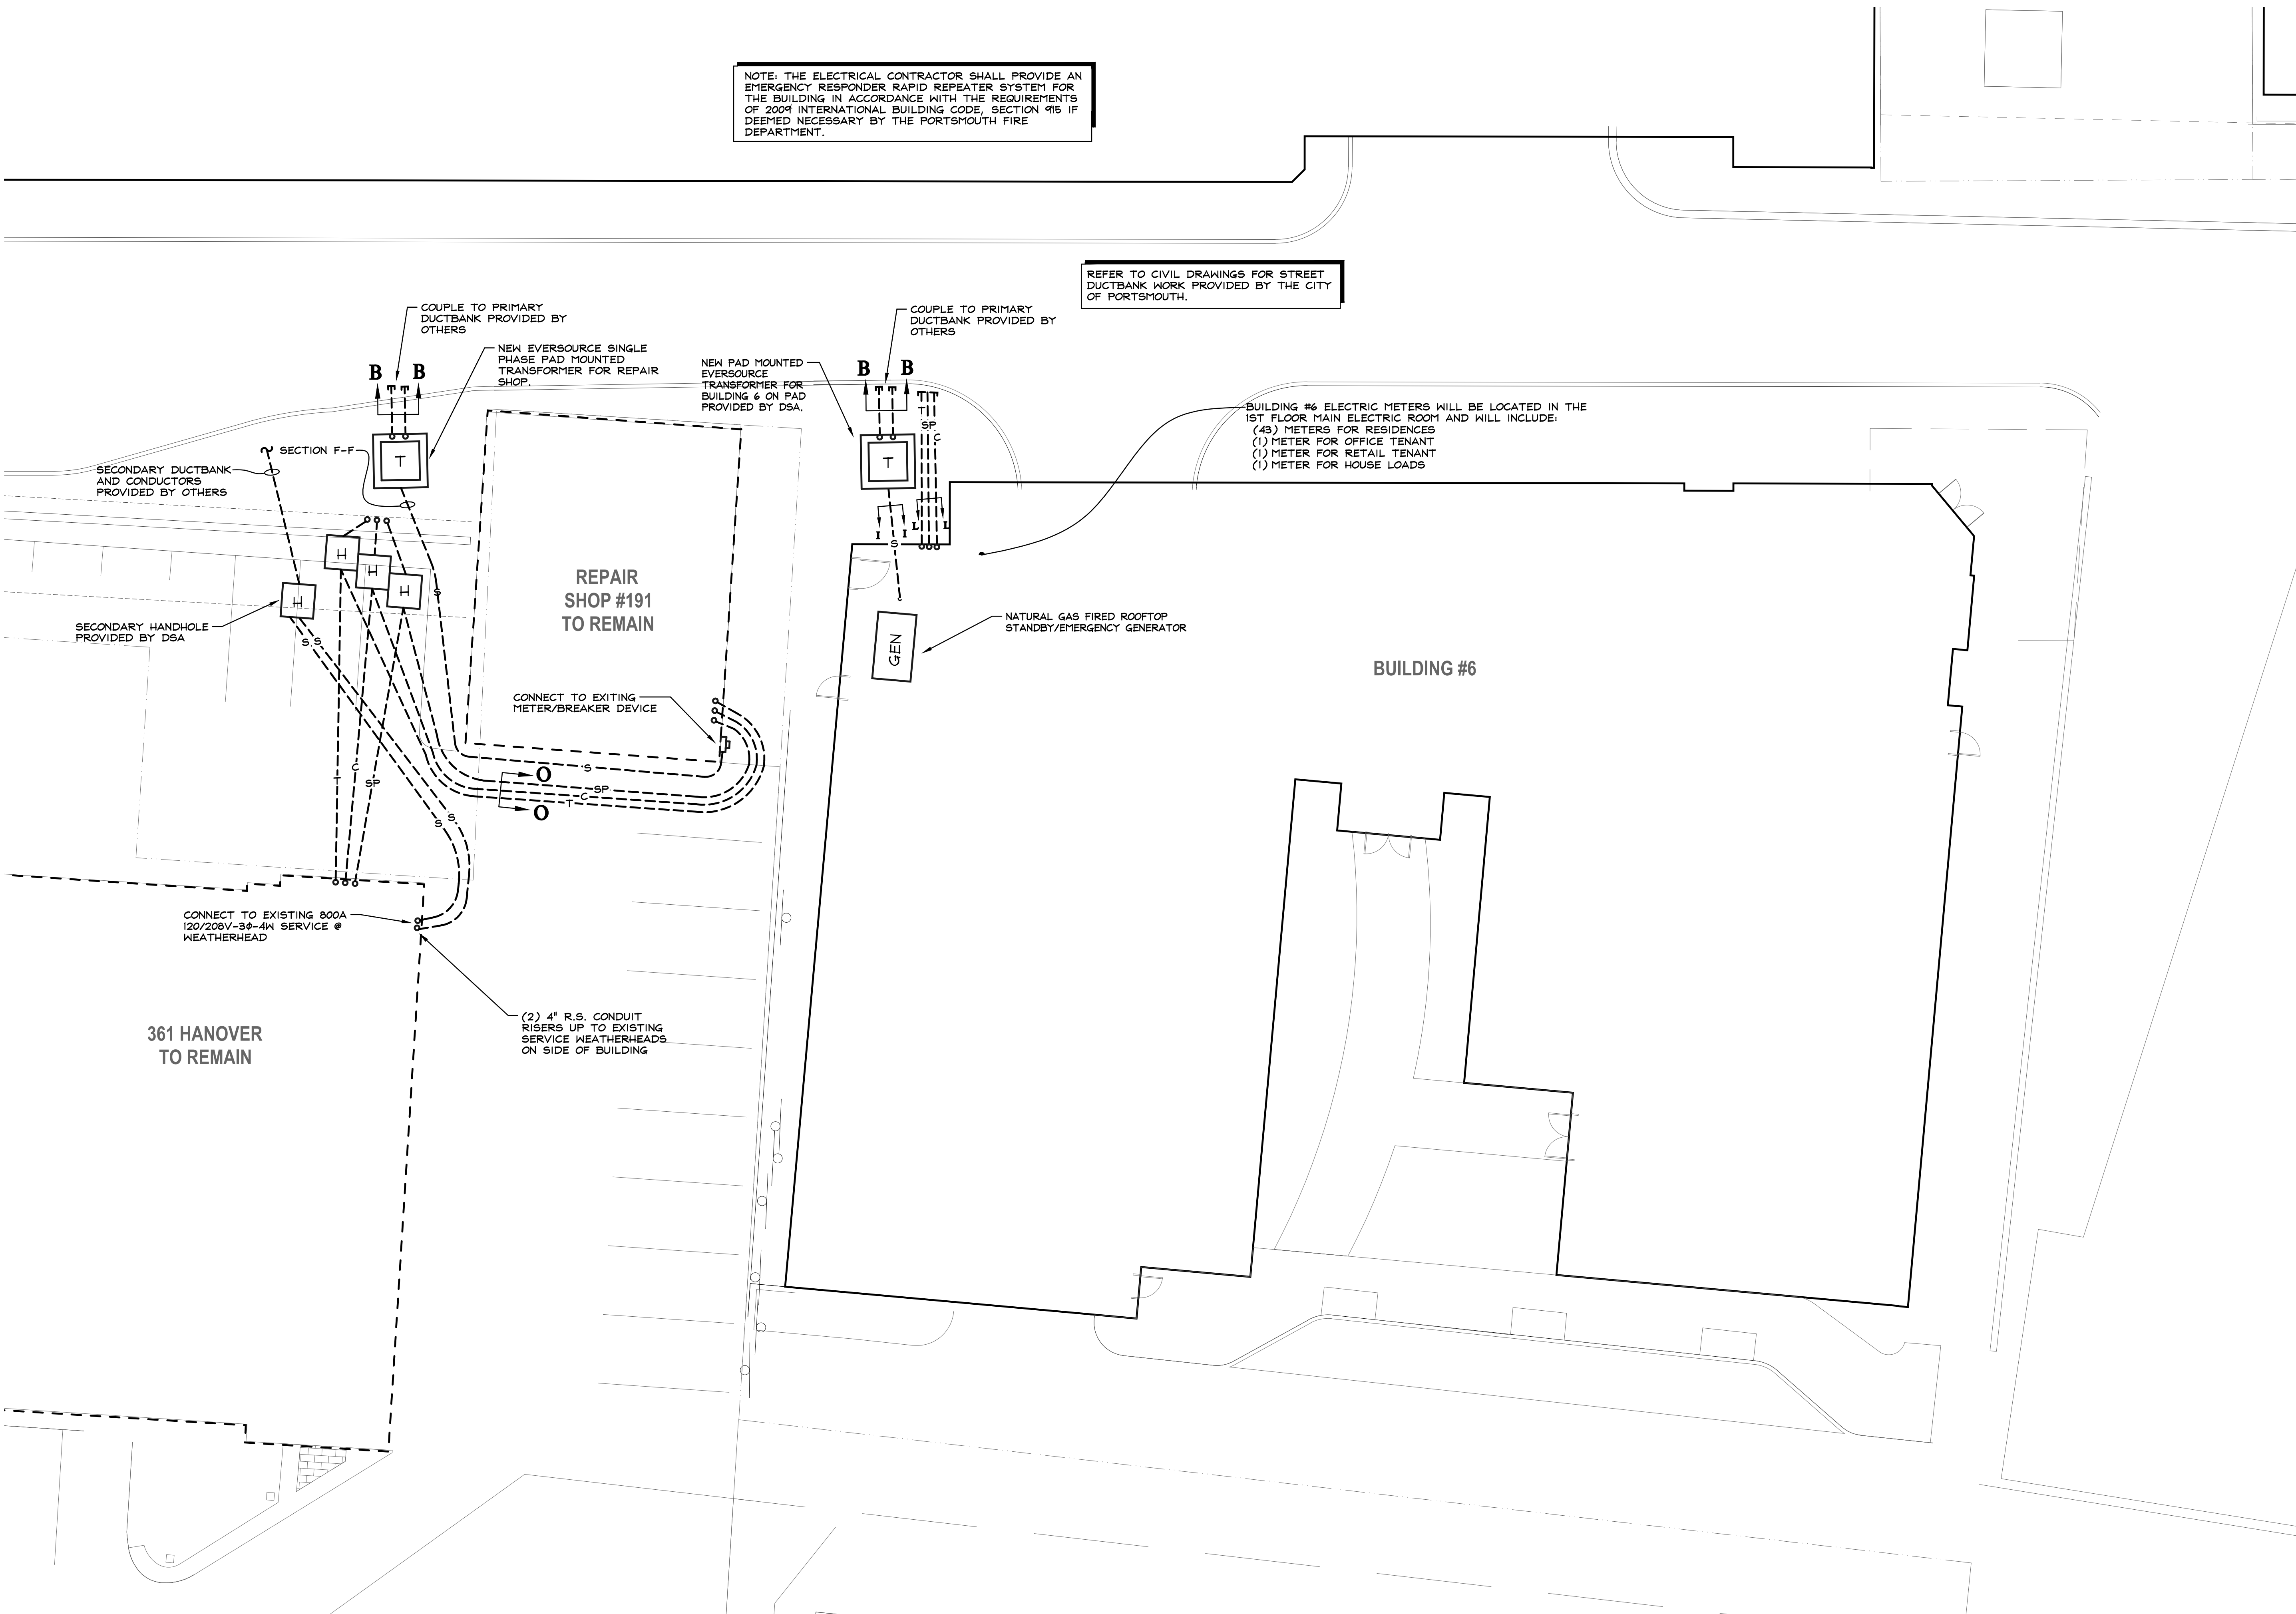 NOTE: THE ELECTRICAL CONTRACTOR SHALL PROVIDE AN
EMERGENCY RESPONDER RAPID REPEATER SYSTEM FOR
THE BUILDING IN ACCORDANCE WITH THE REQUIREMENTS
OF 2009 INTERNATIONAL BUILDING CODE, SECTION 915 IF
DEEMED NECESSARY BY THE PORTSMOUTH FIRE
DEPARTMENT.
REFER TO CIVIL DRAWINGS FOR STREET
DUCTBANK WORK PROVIDED BY THE CITY
OF PORTSMOUTH.
COUPLE TO PRIMARY
DUCTBANK PROVIDED BY
OTHERS
COUPLE TO PRIMARY
DUCTBANK PROVIDED BY
OTHERS
NEW EVERSOURCE SINGLE
PHASE PAD MOUNTED
TRANSFORMER FOR REPAIR
SHOP.
NEW PAD MOUNTED
EVERSOURCE
TRANSFORMER FOR
BUILDING 6 ON PAD
PROVIDED BY DSA.
B B
B B
BUILDING #6 ELECTRIC METERS WILL BE LOCATED IN THE
1ST FLOOR MAIN ELECTRIC ROOM AND WILL INCLUDE:
(43) METERS FOR RESIDENCES
(1) METER FOR OFFICE TENANT
(1) METER FOR RETAIL TENANT
(1) METER FOR HOUSE LOADS
T
SP
C
SECTION F-F
T
T
SECONDARY DUCTBANK
AND CONDUCTORS
PROVIDED BY OTHERS
L L
I I
S
H
H
H
H
S
REPAIR
SHOP #191
TO REMAIN
SECONDARY HANDHOLE
PROVIDED BY DSA
S S
GEN
NATURAL GAS FIRED ROOFTOP
STANDBY/EMERGENCY GENERATOR
BUILDING #6
CONNECT TO EXITING
METER/BREAKER DEVICE
T
C
SP
S
O
SP
C
T
O
S S
CONNECT TO EXISTING 800A
120/208V-3Φ-4W SERVICE @
WEATHERHEAD
(2) 4" R.S. CONDUIT
RISERS UP TO EXISTING
SERVICE WEATHERHEADS
ON SIDE OF BUILDING
361 HANOVER
TO REMAIN